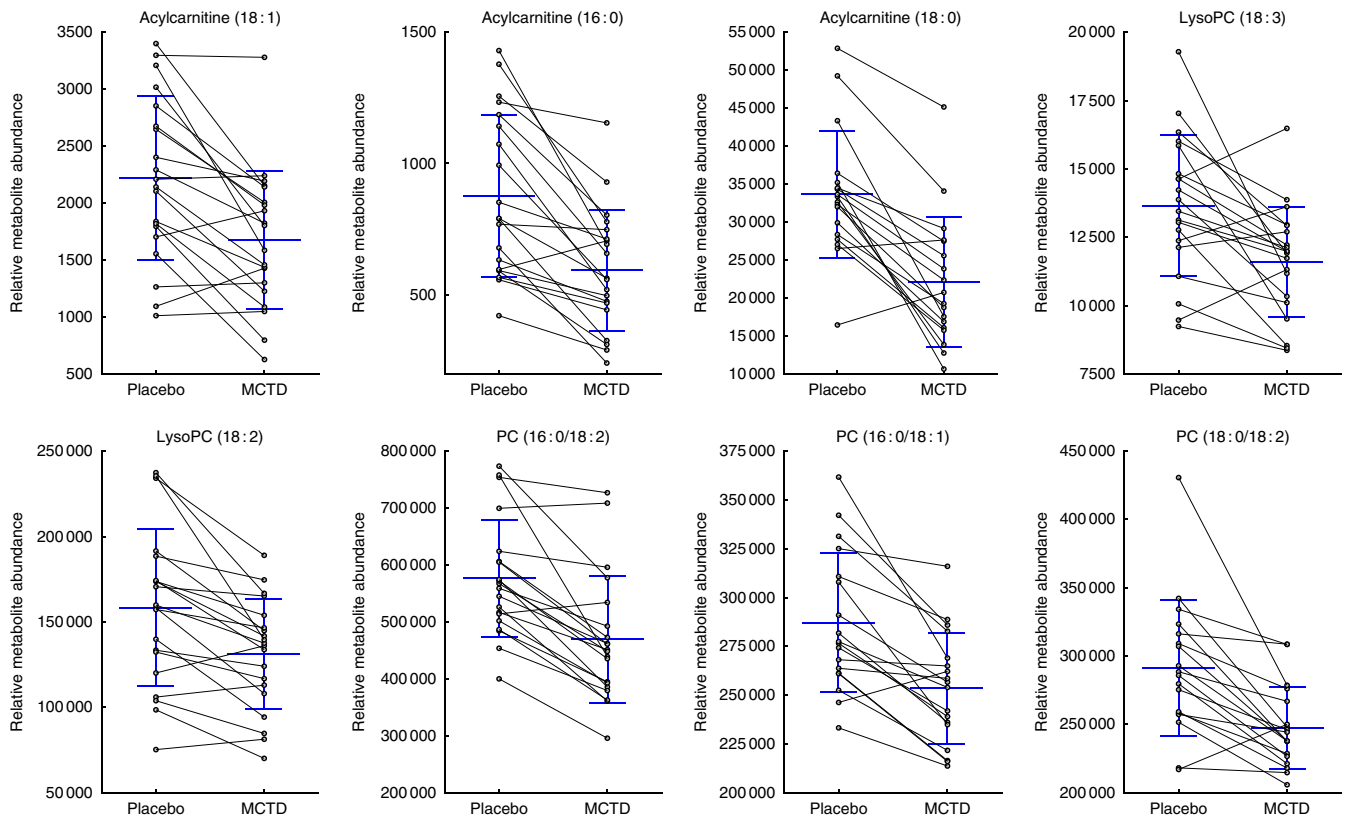 Acylcarnitine (18 : 1)
Relative metabolite abundance
3500
3000
2500
2000
1500
1000
500
Placebo MCTD
Acylcarnitine (16 : 0)
Relative metabolite abundance
1500
1000
500
Placebo MCTD
Acylcarnitine (18 : 0)
Relative metabolite abundance
55 000
50 000
45 000
40 000
35 000
30 000
25 000
20 000
15 000
10 000
Placebo MCTD
LysoPC (18 : 3)
Relative metabolite abundance
20 000
17 500
15 000
12 500
10 000
7500
Placebo MCTD
LysoPC (18 : 2)
Relative metabolite abundance
250 000
200 000
150 000
100 000
50 000
Placebo MCTD
PC (16 : 0/18 : 2)
Relative metabolite abundance
800 000
700 000
600 000
500 000
400 000
300 000
200 000
Placebo MCTD
PC (16 : 0/18 : 1)
Relative metabolite abundance
375 000
350 000
325 000
300 000
275 000
250 000
225 000
200 000
Placebo MCTD
PC (18 : 0/18 : 2)
Relative metabolite abundance
450 000
400 000
350 000
300 000
250 000
200 000
Placebo MCTD